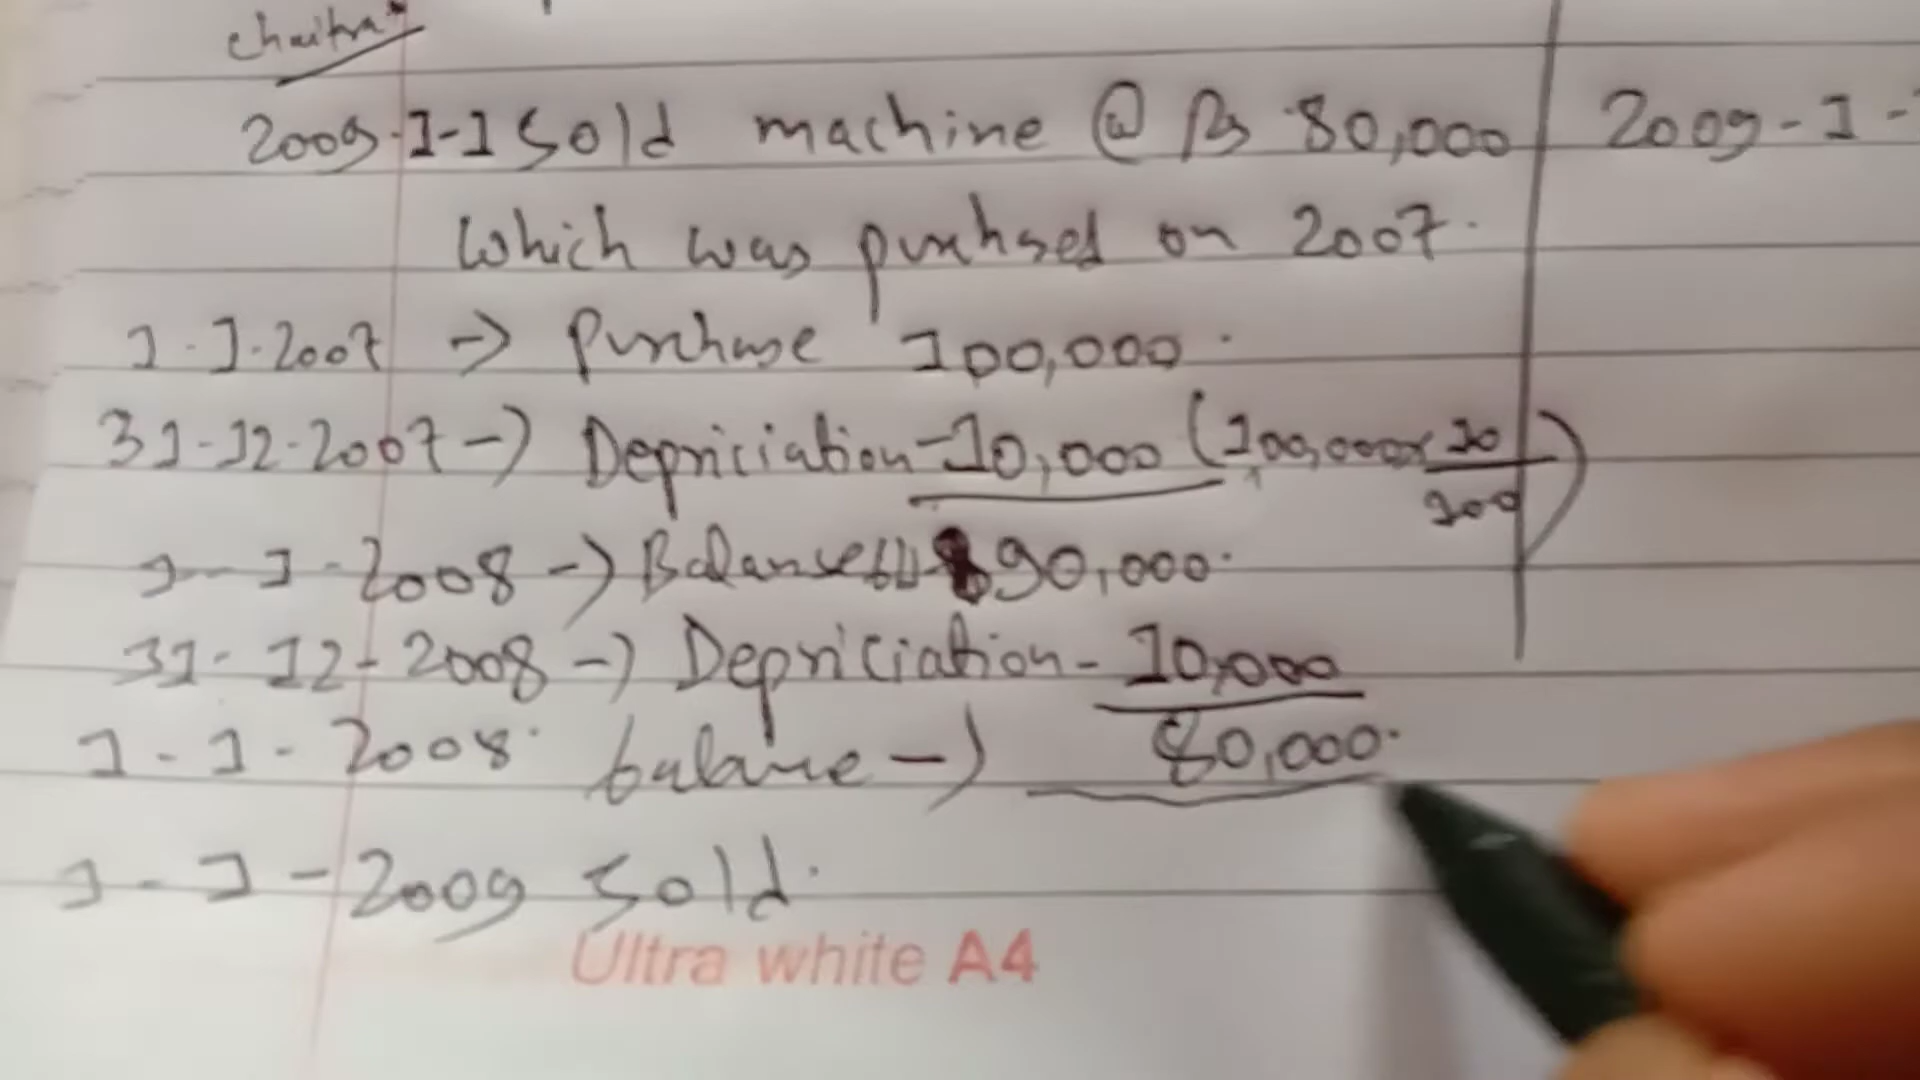 Chaitra
2009-1-1 Sold machine @ Rs 80,000
2009-1-
Which was purhsed on 2007.
1.1.2007 -> Purchase 100,000.
31-12-2007 -> Depriciation - 10,000 (100,000x 10/100)
1-1-2008 -> Balance b/d 90,000.
31-12-2008 -> Depriciation - 10,000
1-1-2008. balance -> 80,000.
1-1-2009 Sold.
Ultra white A4